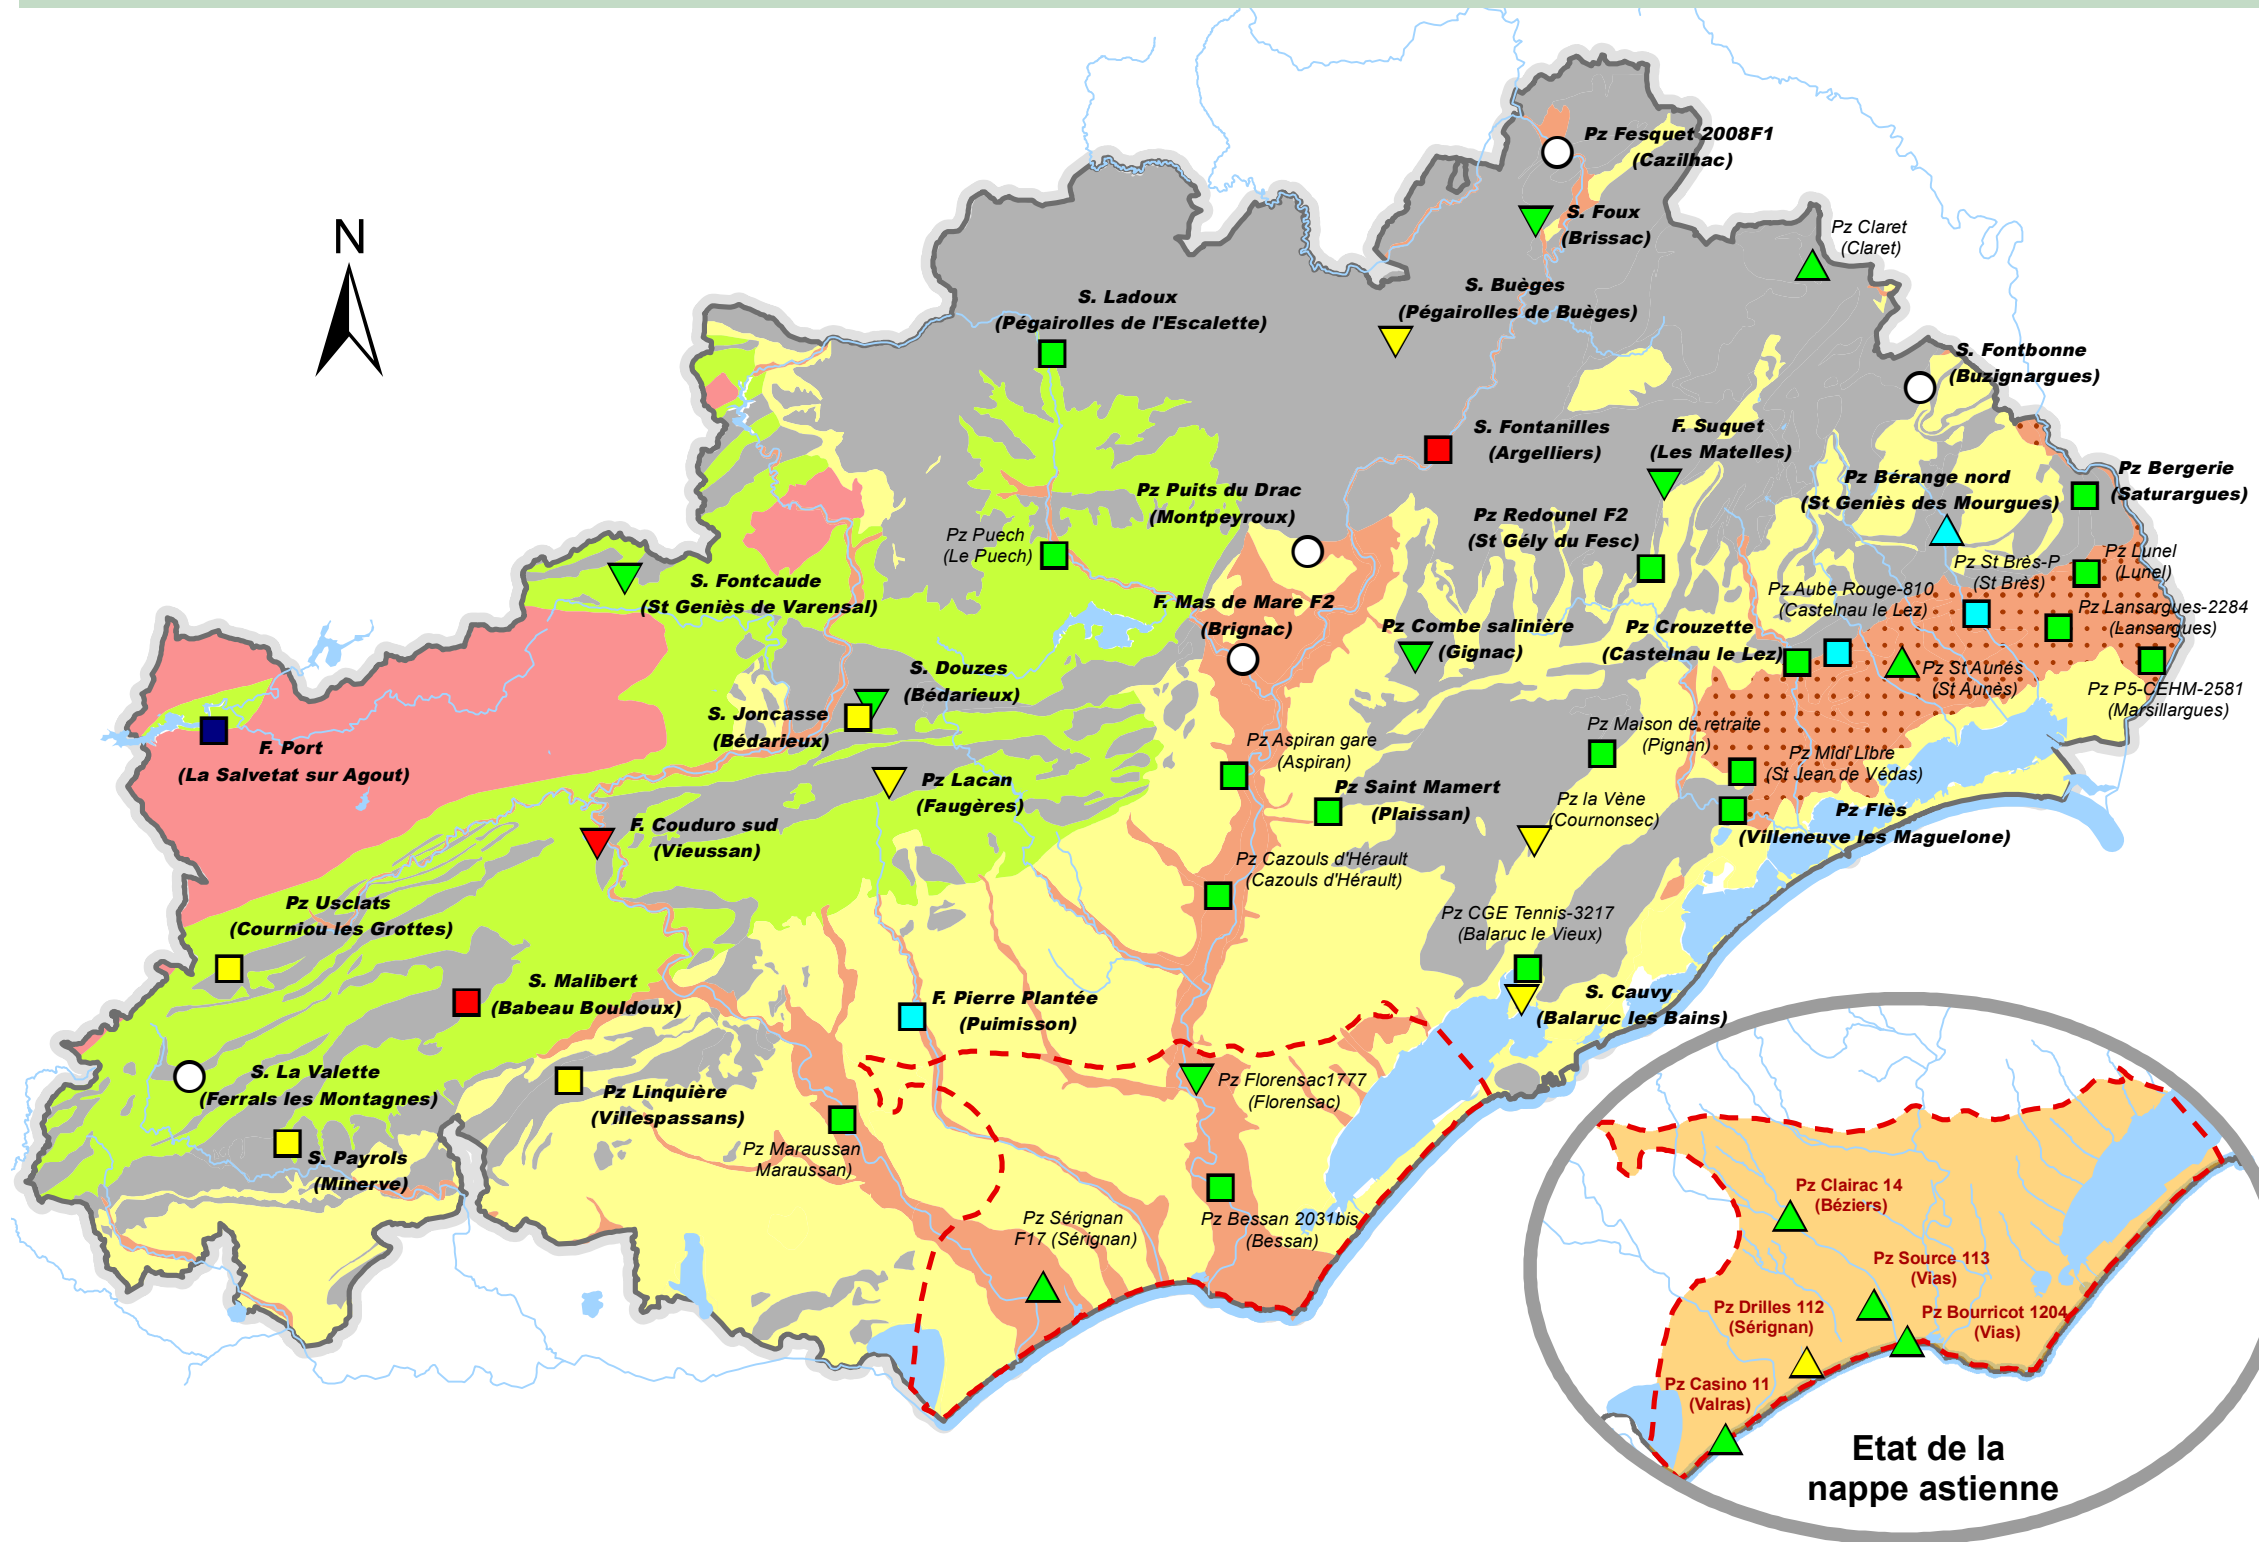 Pz Fesquet 2008F1
(Cazilhac)
N
S. Foux
(Brissac)
Pz Claret
(Claret)
S. Ladoux
(Pégairolles de l'Escalette)
S. Buèges
(Pégairolles de Buèges)
S. Fontbonne
(Buzignargues)
S. Fontanilles
(Argelliers)
F. Suquet
(Les Matelles)
Pz Bérange nord
(St Geniès des Mourgues)
Pz Bergerie
(Saturargues)
Pz Puits du Drac
(Montpeyroux)
Pz Redounel F2
(St Gély du Fesc)
Pz Puech
(Le Puech)
Pz St Brès-P
(St Brès)
Pz Lunel
(Lunel)
S. Fontcaude
(St Geniès de Varensal)
Pz Aube Rouge-810
(Castelnau le Lez)
F. Mas de Mare F2
(Brignac)
Pz Lansargues-2284
(Lansargues)
Pz Combe salinière
(Gignac)
Pz Crouzette
(Castelnau le Lez)
S. Douzes
(Bédarieux)
Pz St Aunés
(St Aunès)
Pz P5-CEHM-2581
(Marsillargues)
S. Joncasse
(Bédarieux)
Pz Maison de retraite
(Pignan)
F. Port
(La Salvetat sur Agout)
Pz Aspiran gare
(Aspiran)
Pz Midi Libre
(St Jean de Védas)
Pz Lacan
(Faugères)
Pz Saint Mamert
(Plaissan)
Pz la Vène
(Cournonsec)
Pz Flès
(Villeneuve les Maguelone)
F. Couduro sud
(Vieussan)
Pz Cazouls d'Hérault
(Cazouls d'Hérault)
Pz Usclats
(Courniou les Grottes)
Pz CGE Tennis-3217
(Balaruc le Vieux)
S. Malibert
(Babeau Bouldoux)
F. Pierre Plantée
(Puimisson)
S. Cauvy
(Balaruc les Bains)
S. La Valette
(Ferrals les Montagnes)
Pz Linquière
(Villespassans)
Pz Florensac1777
(Florensac)
Pz Maraussan
Maraussan)
S. Payrols
(Minerve)
Pz Sérignan
F17 (Sérignan)
Pz Bessan 2031bis
(Bessan)
Pz Clairac 14
(Béziers)
Pz Source 113
(Vias)
Pz Drilles 112
(Sérignan)
Pz Bourricot 1204
(Vias)
Pz Casino 11
(Valras)
Etat de la
nappe astienne